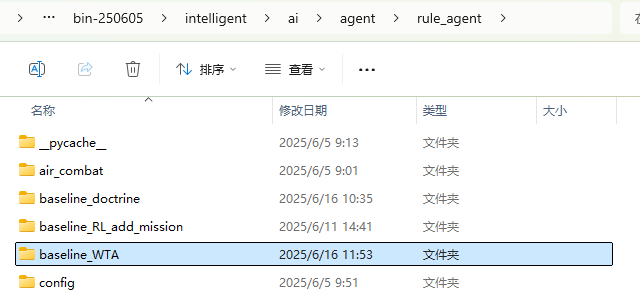 bin-250605 intelligent ai agent rule_agent
排序 查看
名称 修改日期 类型 大小
__pycache__ 2025/6/5 9:13 文件夹
air_combat 2025/6/5 9:01 文件夹
baseline_doctrine 2025/6/16 10:35 文件夹
baseline_RL_add_mission 2025/6/11 14:41 文件夹
baseline_WTA 2025/6/16 11:53 文件夹
config 2025/6/5 9:51 文件夹